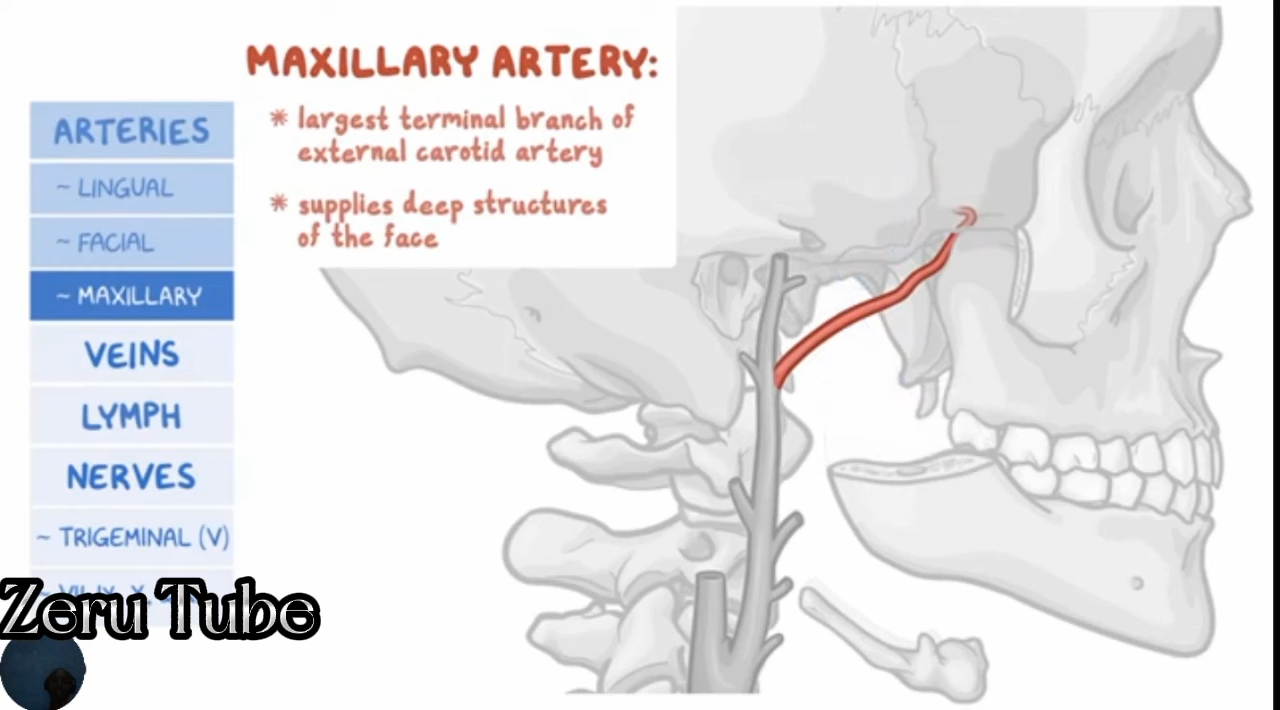 MAXILLARY ARTERY:
* largest terminal branch of
external carotid artery
* supplies deep structures
of the face
ARTERIES
~ LINGUAL
~ FACIAL
~ MAXILLARY
VEINS
LYMPH
NERVES
~ TRIGEMINAL (V)
Zeru Tube